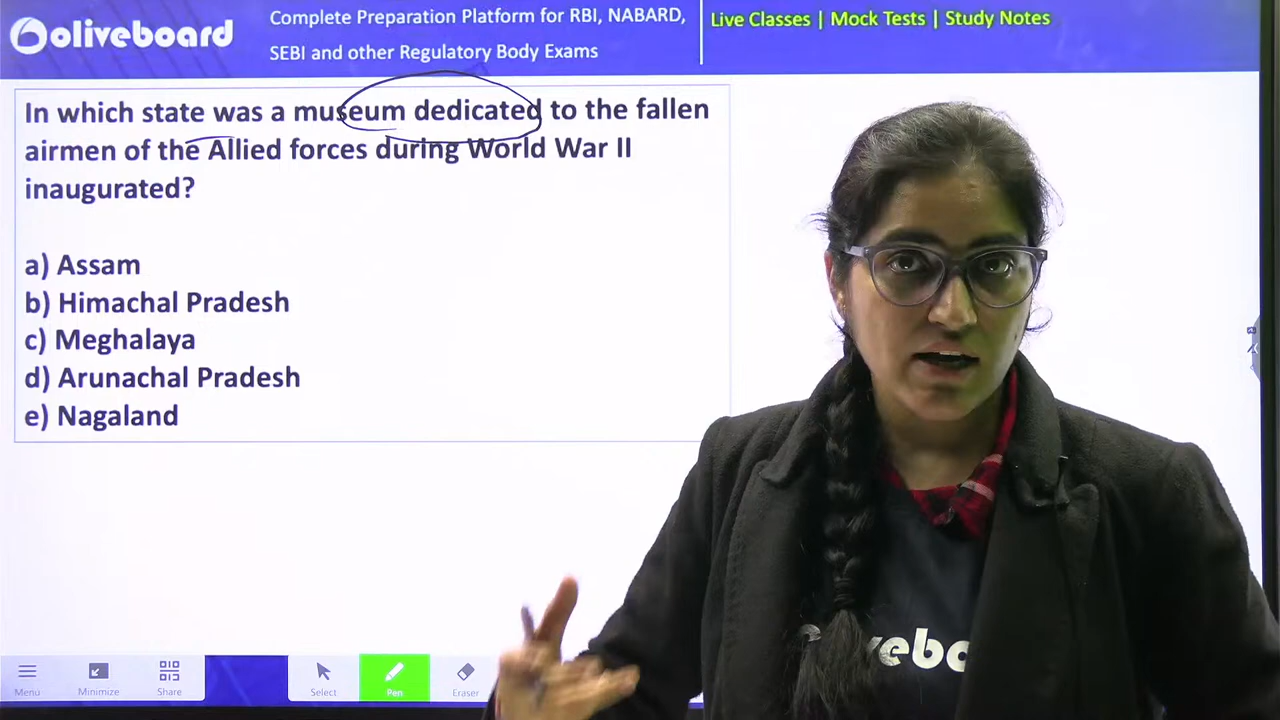 oliveboard
Complete Preparation Platform for RBI, NABARD,
SEBI and other Regulatory Body Exams
Live Classes | Mock Tests | Study Notes
In which state was a museum dedicated to the fallen
airmen of the Allied forces during World War II
inaugurated?
a) Assam
b) Himachal Pradesh
c) Meghalaya
d) Arunachal Pradesh
e) Nagaland
Menu
Minimize
Share
Select
Pen
Eraser